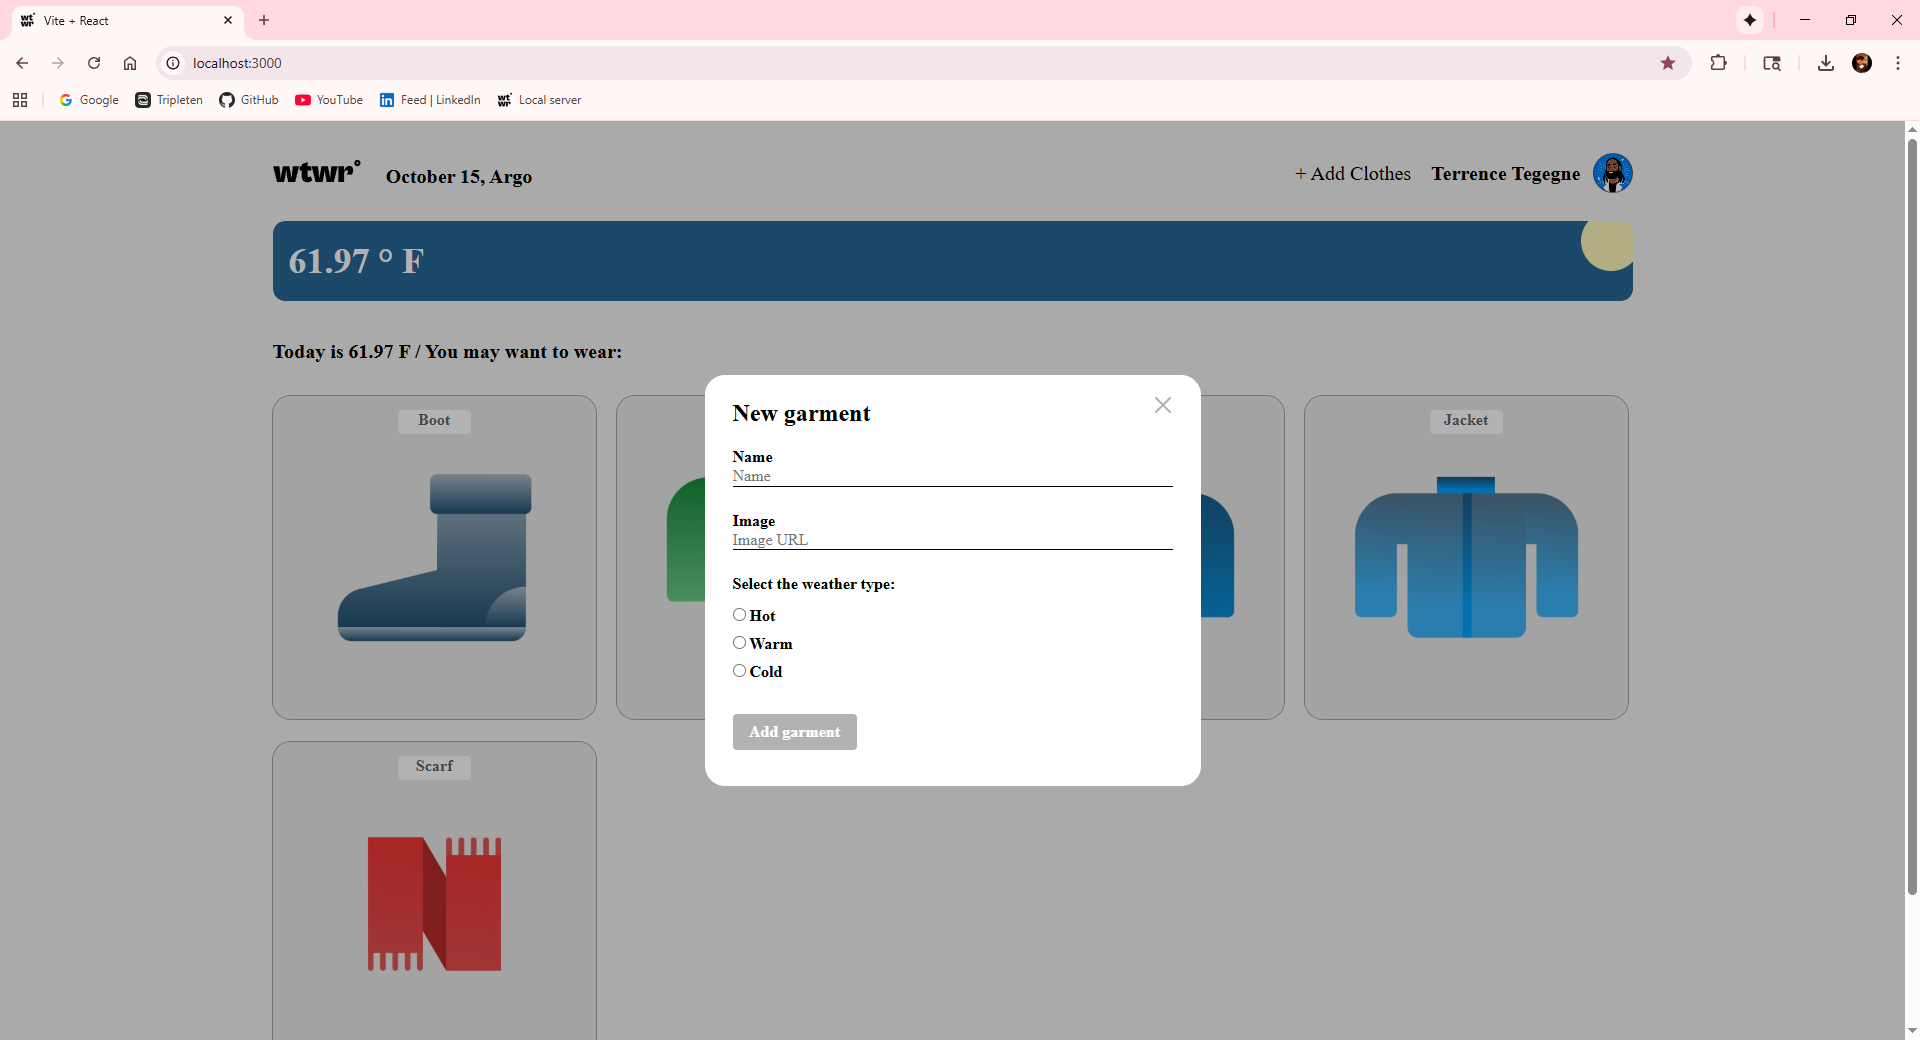 wtwr Vite + React
localhost:3000
Google Tripleten GitHub YouTube Feed | LinkedIn wtwr Local server
wtwr° October 15, Argo + Add Clothes Terrence Tegegne
61.97 ° F
Today is 61.97 F / You may want to wear:
Boot
Jacket
New garment
Name
Name
Image
Image URL
Select the weather type:
Hot
Warm
Cold
Add garment
Scarf